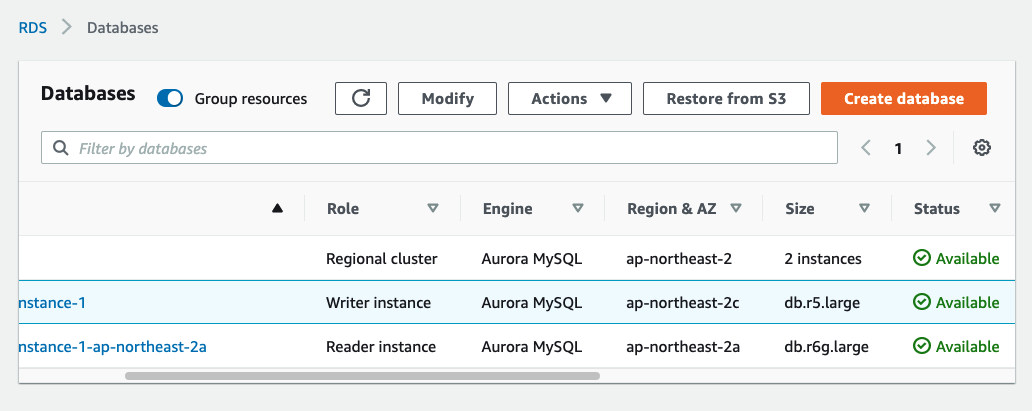 RDS > Databases
Databases Group resources Modify Actions Restore from S3 Create database
Filter by databases 1
Role Engine Region & AZ Size Status
Regional cluster Aurora MySQL ap-northeast-2 2 instances Available
nstance-1 Writer instance Aurora MySQL ap-northeast-2c db.r5.large Available
nstance-1-ap-northeast-2a Reader instance Aurora MySQL ap-northeast-2a db.r6g.large Available